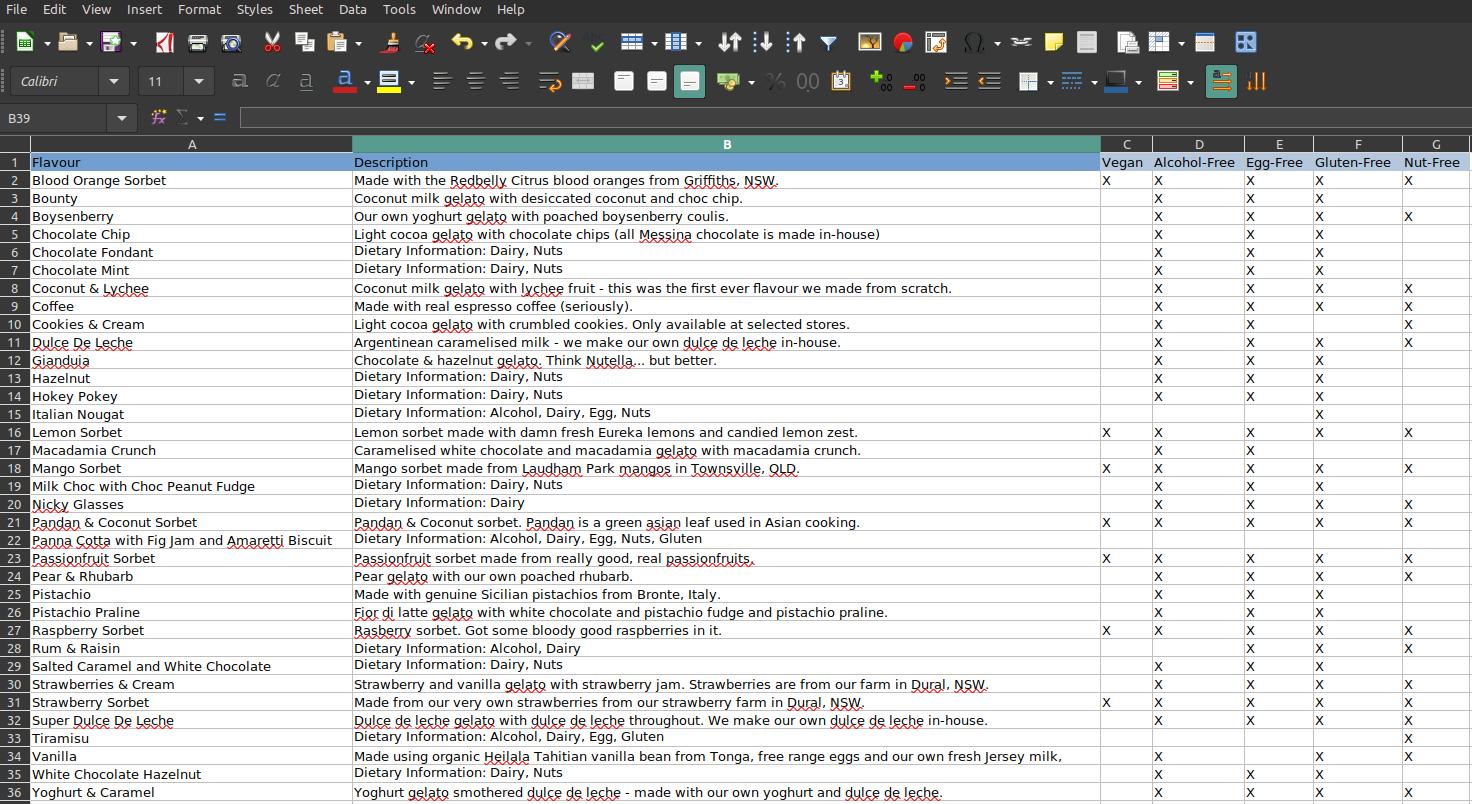 File Edit View Insert Format Styles Sheet Data Tools Window Help
Calibri 11
B39
A B C D E F G
1 Flavour Description Vegan Alcohol-Free Egg-Free Gluten-Free Nut-Free
2 Blood Orange Sorbet Made with the Redbelly Citrus blood oranges from Griffiths, NSW. X X X X X
3 Bounty Coconut milk gelato with desiccated coconut and choc chip. X X X
4 Boysenberry Our own yoghurt gelato with poached boysenberry coulis. X X X X
5 Chocolate Chip Light cocoa gelato with chocolate chips (all Messina chocolate is made in-house) X X X
6 Chocolate Fondant Dietary Information: Dairy, Nuts X X X
7 Chocolate Mint Dietary Information: Dairy, Nuts X X X
8 Coconut & Lychee Coconut milk gelato with lychee fruit - this was the first ever flavour we made from scratch. X X X X
9 Coffee Made with real espresso coffee (seriously). X X X X
10 Cookies & Cream Light cocoa gelato with crumbled cookies. Only available at selected stores. X X X
11 Dulce De Leche Argentinean caramelised milk - we make our own dulce de leche in-house. X X X X
12 Gianduia Chocolate & hazelnut gelato. Think Nutella... but better. X X X
13 Hazelnut Dietary Information: Dairy, Nuts X X X
14 Hokey Pokey Dietary Information: Dairy, Nuts X X X
15 Italian Nougat Dietary Information: Alcohol, Dairy, Egg, Nuts X
16 Lemon Sorbet Lemon sorbet made with damn fresh Eureka lemons and candied lemon zest. X X X X X
17 Macadamia Crunch Caramelised white chocolate and macadamia gelato with macadamia crunch. X X
18 Mango Sorbet Mango sorbet made from Laudham Park mangos in Townsville, QLD. X X X X X
19 Milk Choc with Choc Peanut Fudge Dietary Information: Dairy, Nuts X X X
20 Nicky Glasses Dietary Information: Dairy X X X X
21 Pandan & Coconut Sorbet Pandan & Coconut sorbet. Pandan is a green asian leaf used in Asian cooking. X X X X X
22 Panna Cotta with Fig Jam and Amaretti Biscuit Dietary Information: Alcohol, Dairy, Egg, Nuts, Gluten
23 Passionfruit Sorbet Passionfruit sorbet made from really good, real passionfruits. X X X X X
24 Pear & Rhubarb Pear gelato with our own poached rhubarb. X X X X
25 Pistachio Made with genuine Sicilian pistachios from Bronte, Italy. X X X
26 Pistachio Praline Fior di latte gelato with white chocolate and pistachio fudge and pistachio praline. X X X
27 Raspberry Sorbet Rasberry sorbet. Got some bloody good raspberries in it. X X X X X
28 Rum & Raisin Dietary Information: Alcohol, Dairy X X X
29 Salted Caramel and White Chocolate Dietary Information: Dairy, Nuts X X X
30 Strawberries & Cream Strawberry and vanilla gelato with strawberry jam. Strawberries are from our farm in Dural, NSW. X X X X
31 Strawberry Sorbet Made from our very own strawberries from our strawberry farm in Dural, NSW. X X X X X
32 Super Dulce De Leche Dulce de leche gelato with dulce de leche throughout. We make our own dulce de leche in-house. X X X X
33 Tiramisu Dietary Information: Alcohol, Dairy, Egg, Gluten X
34 Vanilla Made using organic Heilala Tahitian vanilla bean from Tonga, free range eggs and our own fresh Jersey milk, X X X
35 White Chocolate Hazelnut Dietary Information: Dairy, Nuts X X X
36 Yoghurt & Caramel Yoghurt gelato smothered dulce de leche - made with our own yoghurt and dulce de leche. X X X X